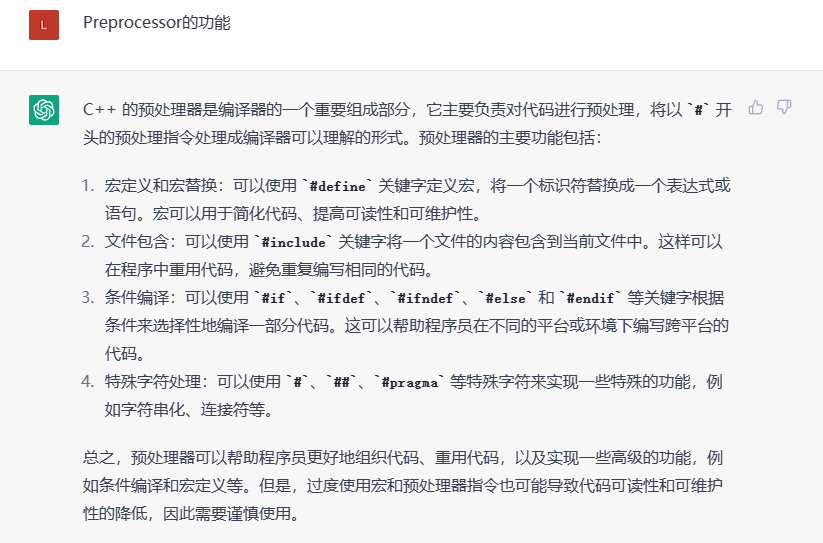 L
Preprocessor的功能
C++ 的预处理器是编译器的一个重要组成部分，它主要负责对代码进行预处理，将以 `#` 开
头的预处理指令处理成编译器可以理解的形式。预处理器的主要功能包括：
1. 宏定义和宏替换：可以使用 `#define` 关键字定义宏，将一个标识符替换成一个表达式或
语句。宏可以用于简化代码、提高可读性和可维护性。
2. 文件包含：可以使用 `#include` 关键字将一个文件的内容包含到当前文件中。这样可以
在程序中重用代码，避免重复编写相同的代码。
3. 条件编译：可以使用 `#if`、`#ifdef`、`#ifndef`、`#else` 和 `#endif` 等关键字根据
条件来选择性地编译一部分代码。这可以帮助程序员在不同的平台或环境下编写跨平台的
代码。
4. 特殊字符处理：可以使用 `#`、`##`、`#pragma` 等特殊字符来实现一些特殊的功能，例
如字符串化、连接符等。
总之，预处理器可以帮助程序员更好地组织代码、重用代码，以及实现一些高级的功能，例
如条件编译和宏定义等。但是，过度使用宏和预处理器指令也可能导致代码可读性和可维护
性的降低，因此需要谨慎使用。